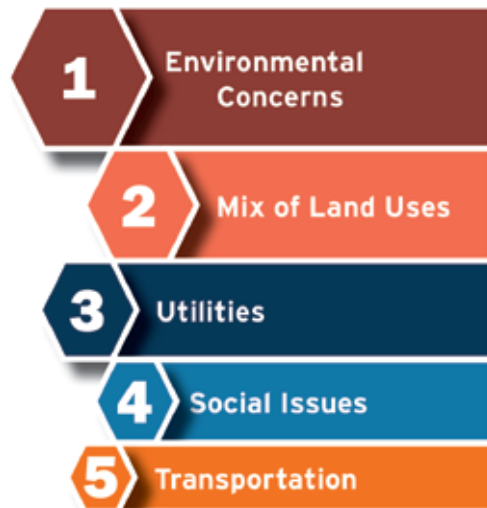 1 Environmental
Concerns
2 Mix of Land Uses
3 Utilities
4 Social Issues
5 Transportation